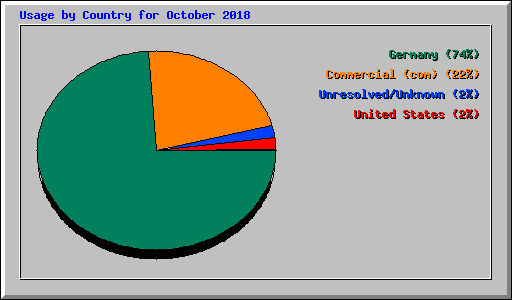 Usage by Country for October 2018
Germany (74%)
Commercial (com) (22%)
Unresolved/Unknown (2%)
United States (2%)